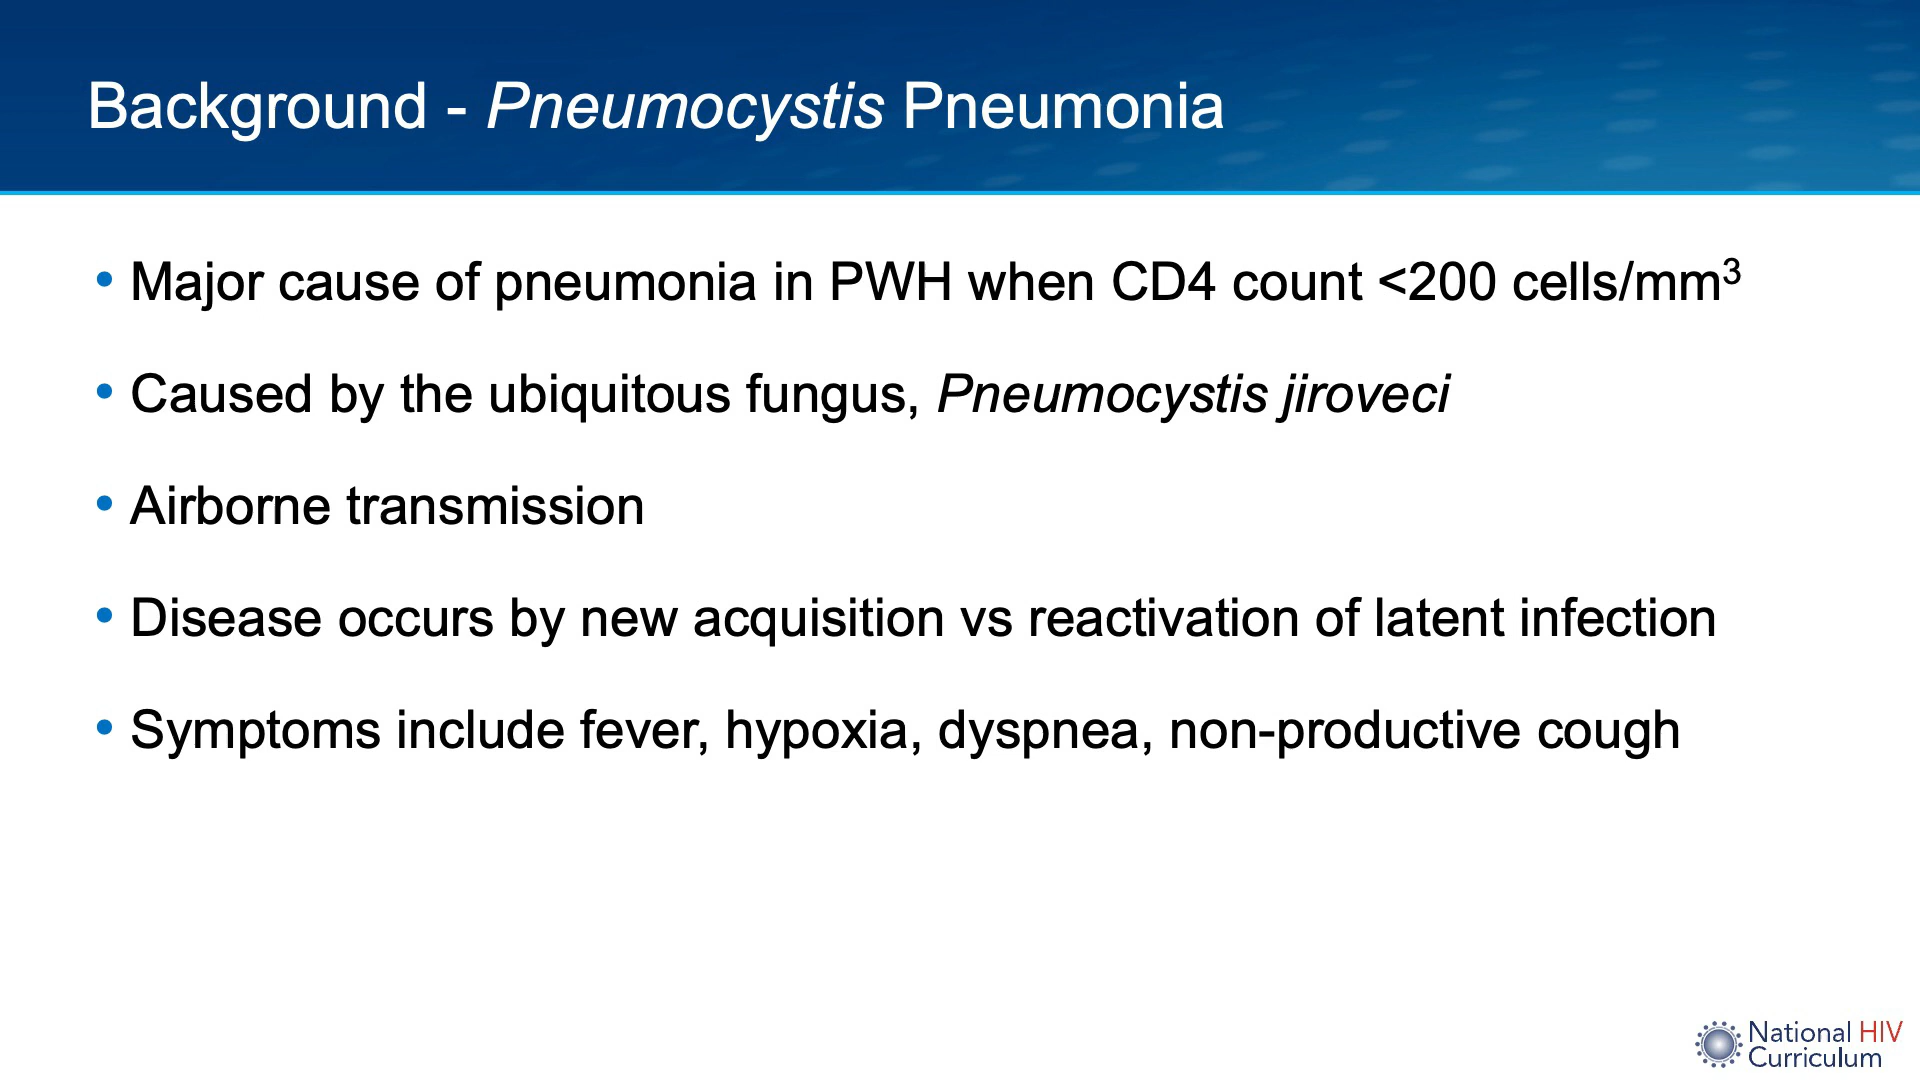 Background - Pneumocystis Pneumonia
• Major cause of pneumonia in PWH when CD4 count <200 cells/mm³
• Caused by the ubiquitous fungus, Pneumocystis jiroveci
• Airborne transmission
• Disease occurs by new acquisition vs reactivation of latent infection
• Symptoms include fever, hypoxia, dyspnea, non-productive cough
National HIV
Curriculum